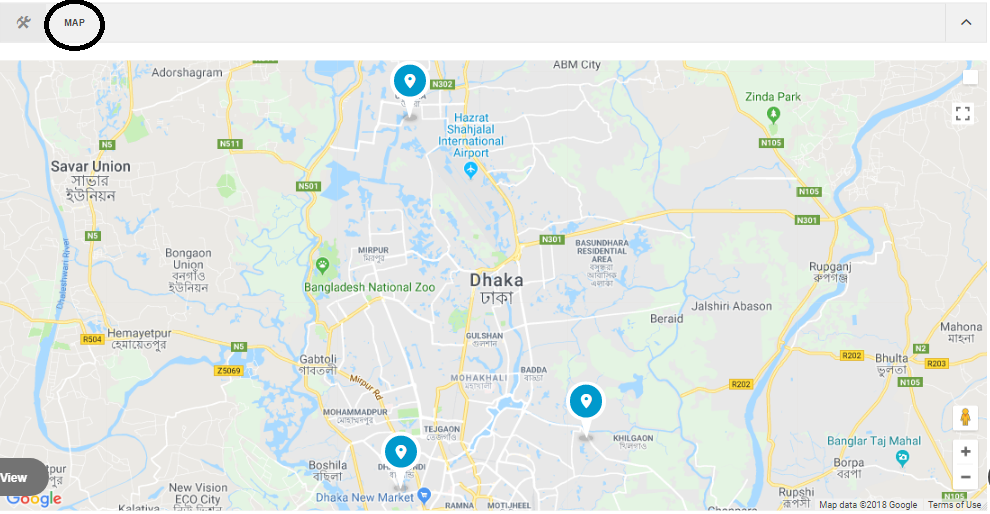 MAP
Adorshagram
N302
ABM City
Zinda Park
Hazrat
Shahjalal
International
Airport
N5
N511
N105
Savar Union
সাভার
ইউনিয়ন
N501
N105
N301
N5
N301
MIRPUR
মিরপুর
BASUNDHARA
RESIDENTIAL
AREA
বসুন্ধরা
আবাসিক
এলাকা
Bongaon
Union
বনগাঁও
ইউনিয়ন
Dhaleshwari River
Rupganj
রুপগঞ্জ
Bangladesh National Zoo
Dhaka
ঢাকা
Jalshiri Abason
Beraid
Mahona
মাহনা
Hemayetpur
হেমায়েতপুর
R504
GULSHAN
গুলশান
N5
N2
Gabtoli
গাবতলী
R202
Bhulta
ভুলতা
R203
Z5069
BADDA
বাড্ডা
MOHAKHALI
মহাখালী
Mirpur Rd
R202
N105
MOHAMMADPUR
মোহাম্মদপুর
TEJGAON
তেজগাঁও
KHILGAON
খিলগাঁও
Banglar Taj Mahal
Boshila
বছিলা
Borpa
বরপা
View
New Vision
ECO City
Dhaka New Market
Rupshi
রূপসী
N105
Google
Kalatiya
RAMNA
MOTIJHEEL
Map data ©2018 Google
Terms of Use